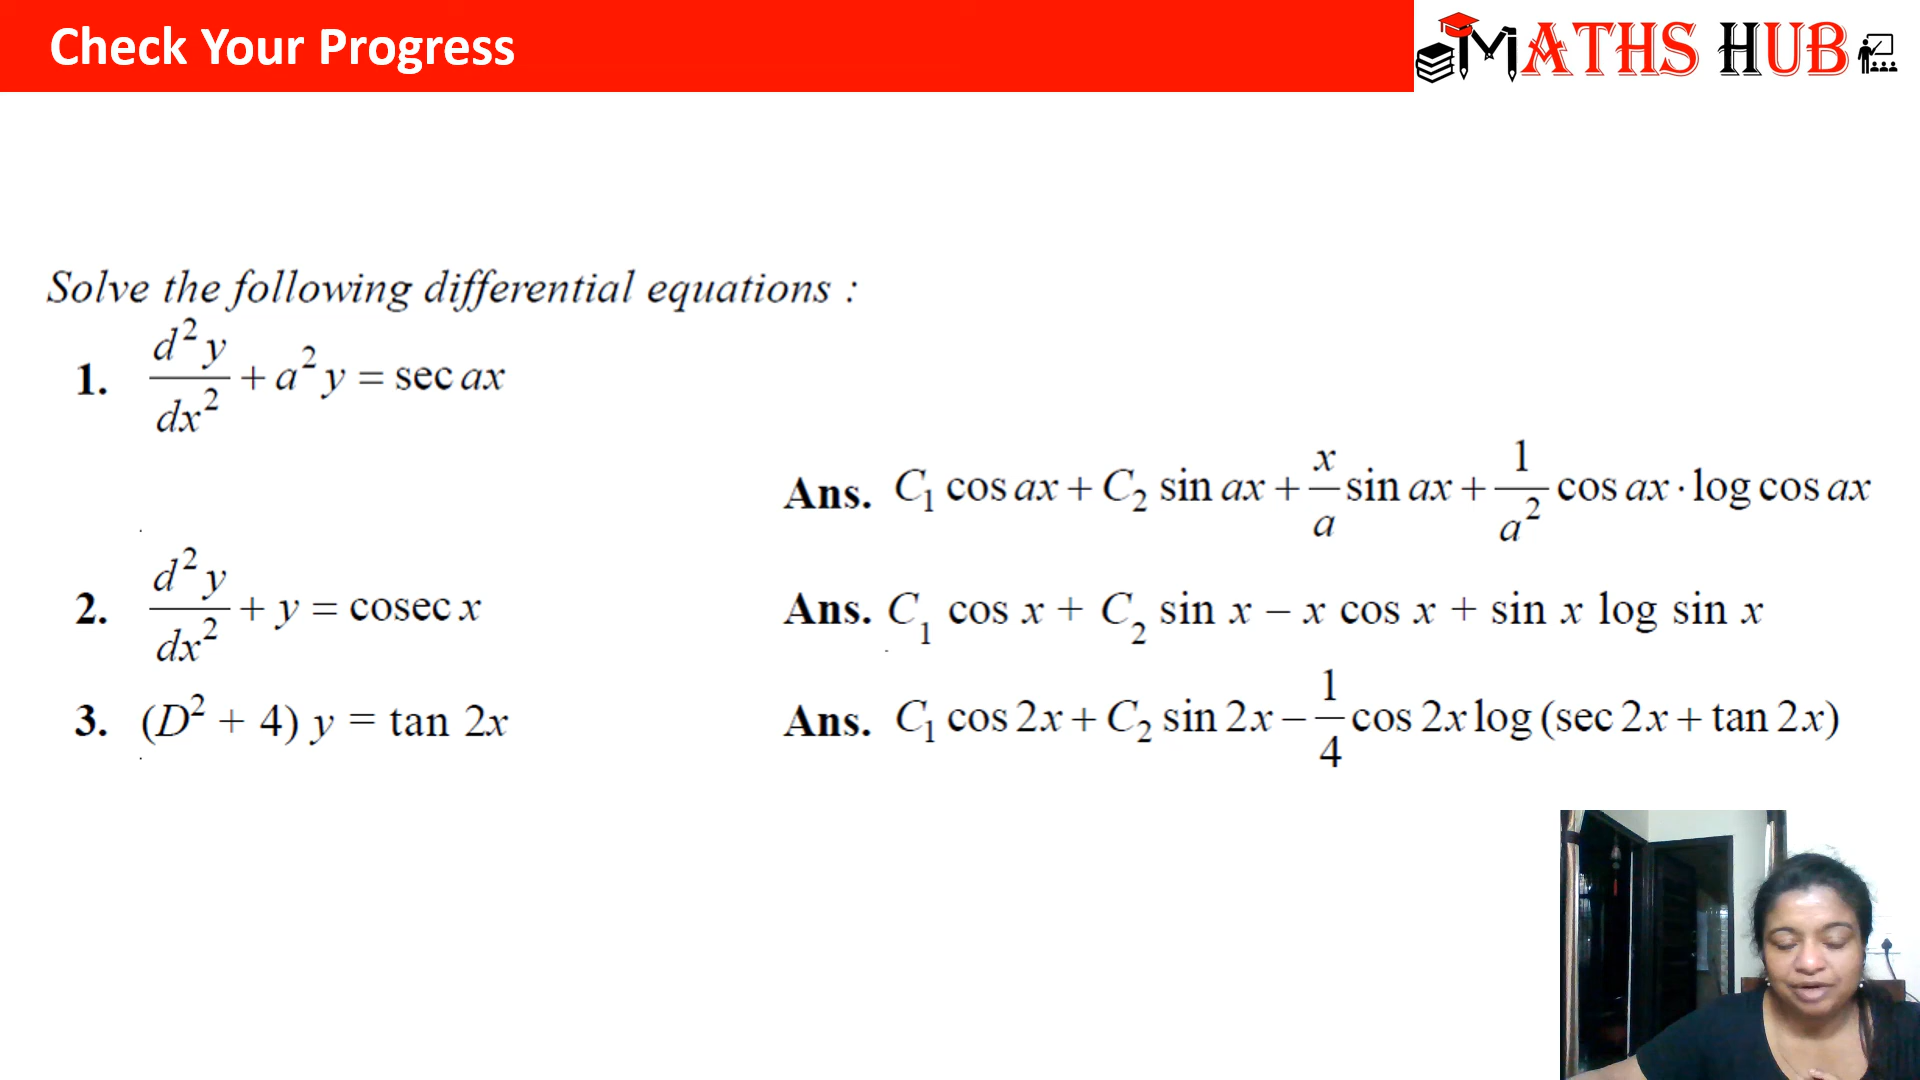 Check Your Progress
MATHS HUB
Solve the following differential equations :
1. d²y/dx² + a²y = sec ax
Ans. C₁ cos ax + C₂ sin ax + x/a sin ax + 1/a² cos ax · log cos ax
2. d²y/dx² + y = cosec x
Ans. C₁ cos x + C₂ sin x − x cos x + sin x log sin x
3. (D² + 4) y = tan 2x
Ans. C₁ cos 2x + C₂ sin 2x − 1/4 cos 2x log (sec 2x + tan 2x)